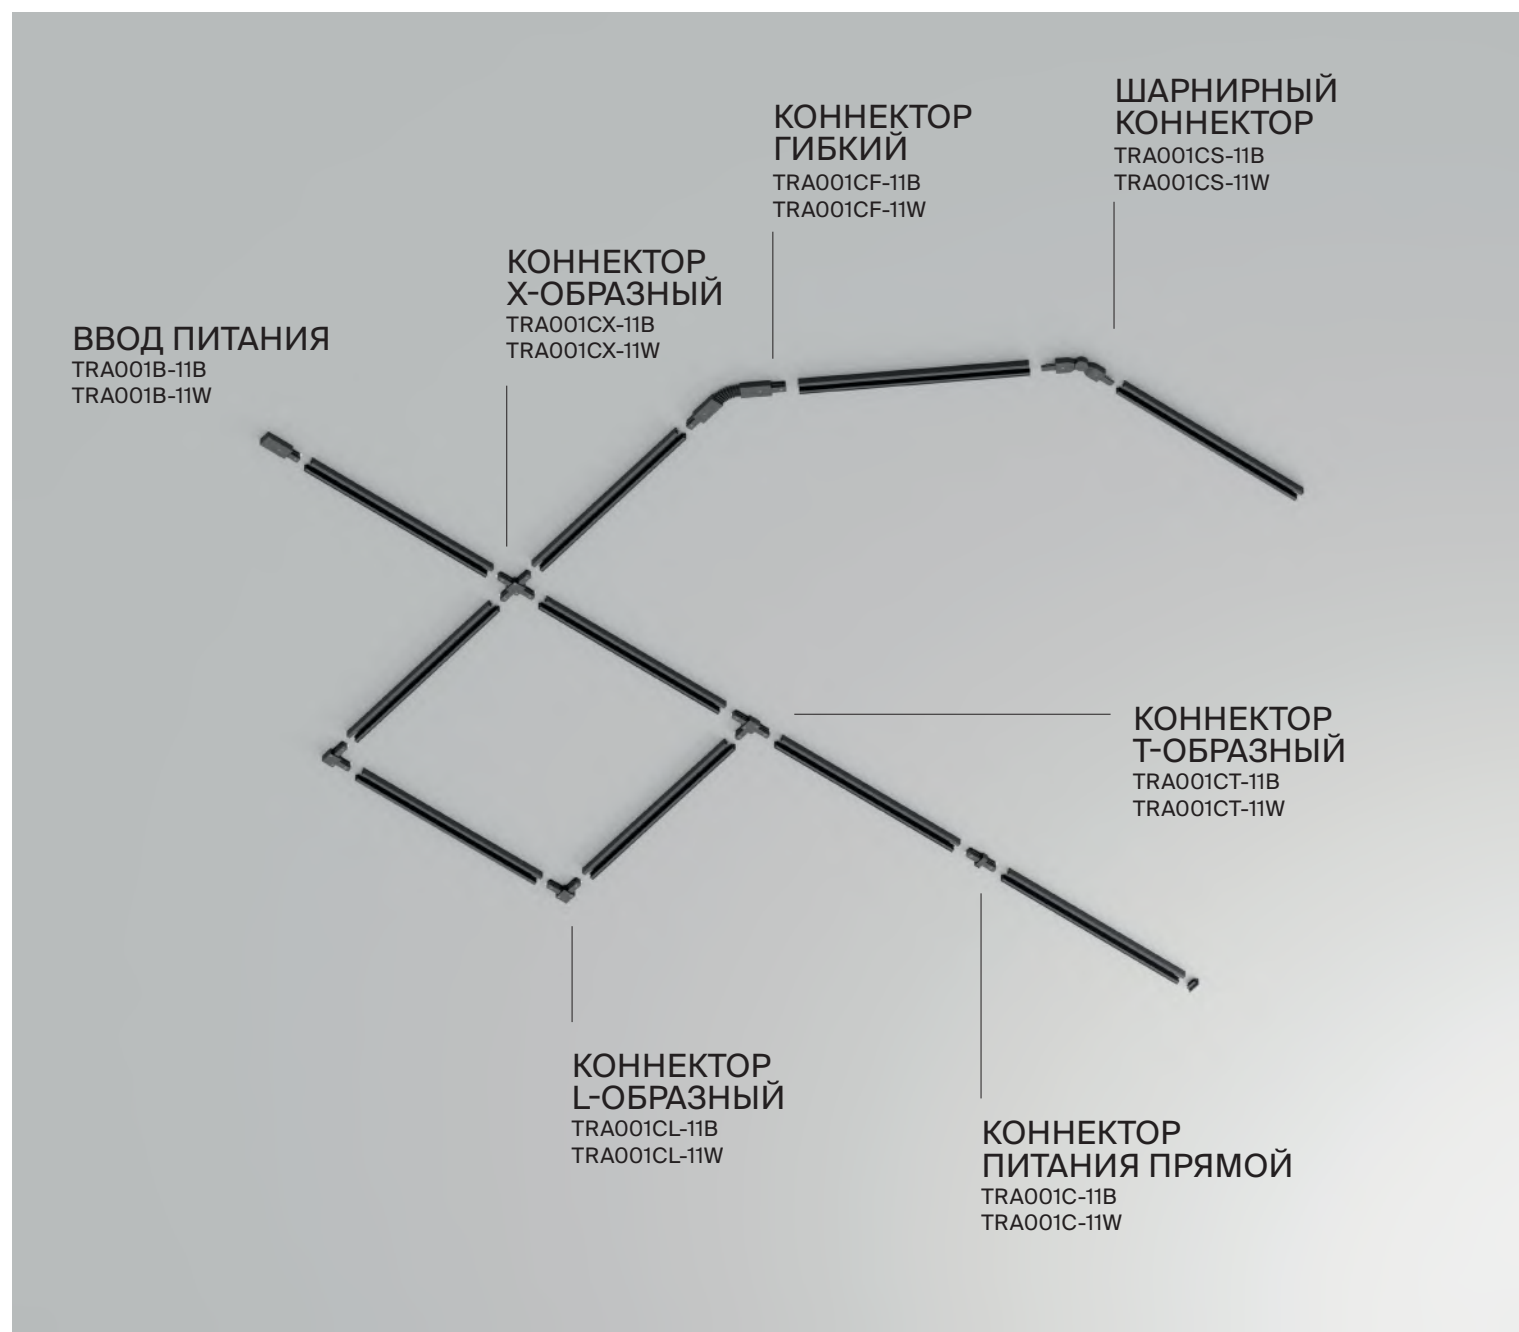 ШАРНИРНЫЙ
КОННЕКТОР
TRA001CS-11B
TRA001CS-11W
КОННЕКТОР
ГИБКИЙ
TRA001CF-11B
TRA001CF-11W
КОННЕКТОР
X-ОБРАЗНЫЙ
TRA001CX-11B
TRA001CX-11W
ВВОД ПИТАНИЯ
TRA001B-11B
TRA001B-11W
КОННЕКТОР
T-ОБРАЗНЫЙ
TRA001CT-11B
TRA001CT-11W
КОННЕКТОР
L-ОБРАЗНЫЙ
TRA001CL-11B
TRA001CL-11W
КОННЕКТОР
ПИТАНИЯ ПРЯМОЙ
TRA001C-11B
TRA001C-11W